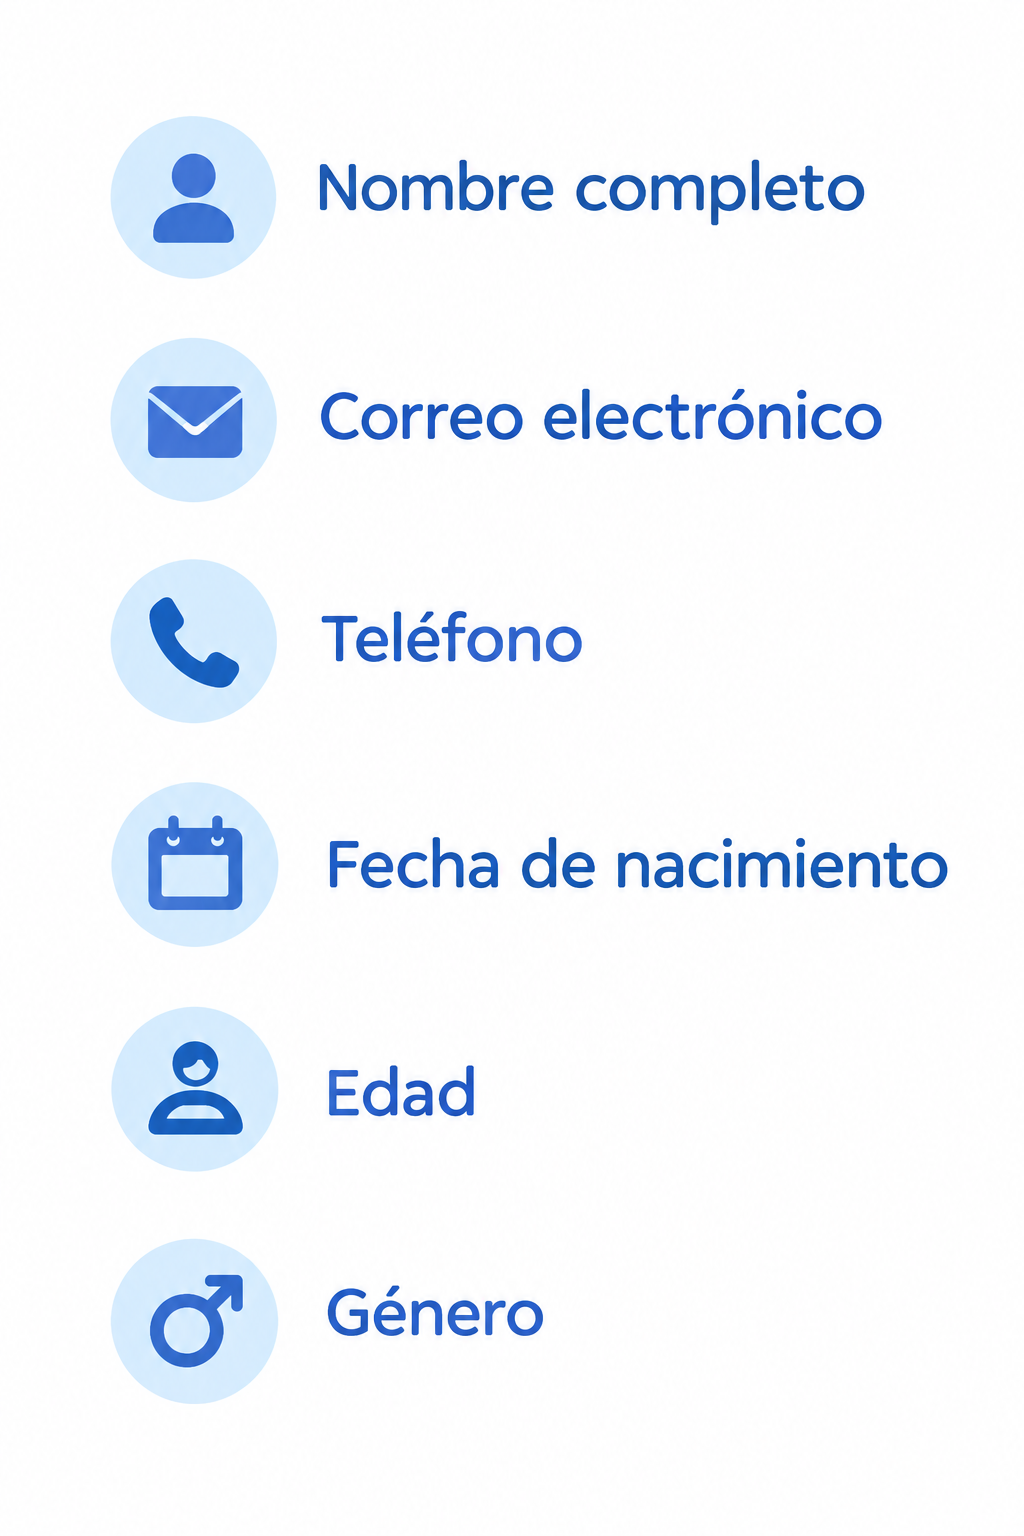 Nombre completo
Correo electrónico
Teléfono
Fecha de nacimiento
Edad
Género